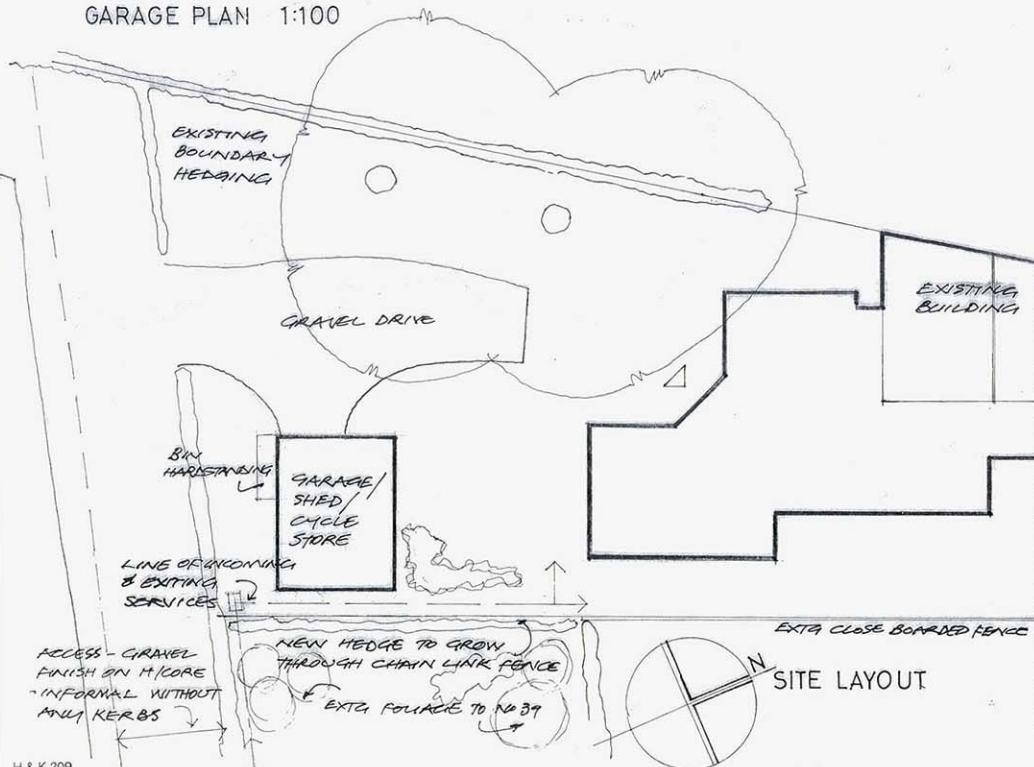 GARAGE PLAN 1:100
EXISTING
BOUNDARY
HEDGING
EXISTING
BUILDING
GRAVEL DRIVE
BIN
HARDSTANDING
GARAGE/
SHED/
CYCLE
STORE
LINE OF INCOMING
& EXITING
SERVICES
EXTG CLOSE BOARDED FENCE
NEW HEDGE TO GROW
THROUGH CHAIN LINK FENCE
ACCESS - GRAVEL
FINISH ON H/CORE
- INFORMAL WITHOUT
ANY KERBS
EXTG FOLIAGE TO No 39
N
SITE LAYOUT
H & K 209